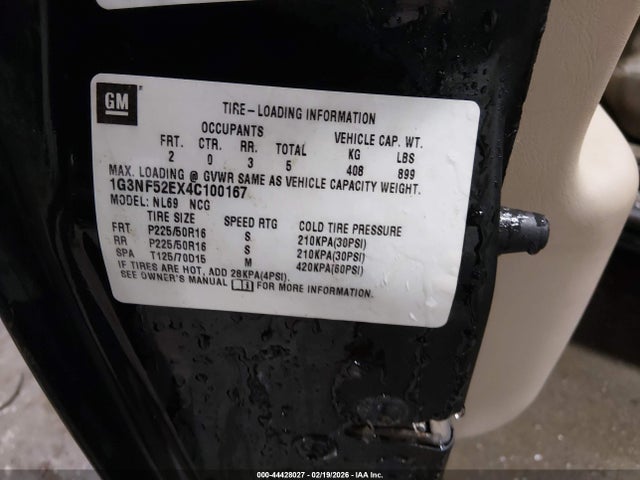 GM
TIRE-LOADING INFORMATION
OCCUPANTS VEHICLE CAP. WT.
FRT. CTR. RR. TOTAL KG LBS
2 0 3 5 408 899
MAX. LOADING @ GVWR SAME AS VEHICLE CAPACITY WEIGHT.
1G3NF52EX4C100167
MODEL: NL69 NCG
TIRE SIZE SPEED RTG COLD TIRE PRESSURE
FRT P225/50R16 S 210KPA(30PSI)
RR P225/50R16 S 210KPA(30PSI)
SPA T125/70D15 M 420KPA(60PSI)
IF TIRES ARE HOT, ADD 28KPA(4PSI).
SEE OWNER'S MANUAL FOR MORE INFORMATION.
000-44428027 - 02/19/2026 - IAA Inc.